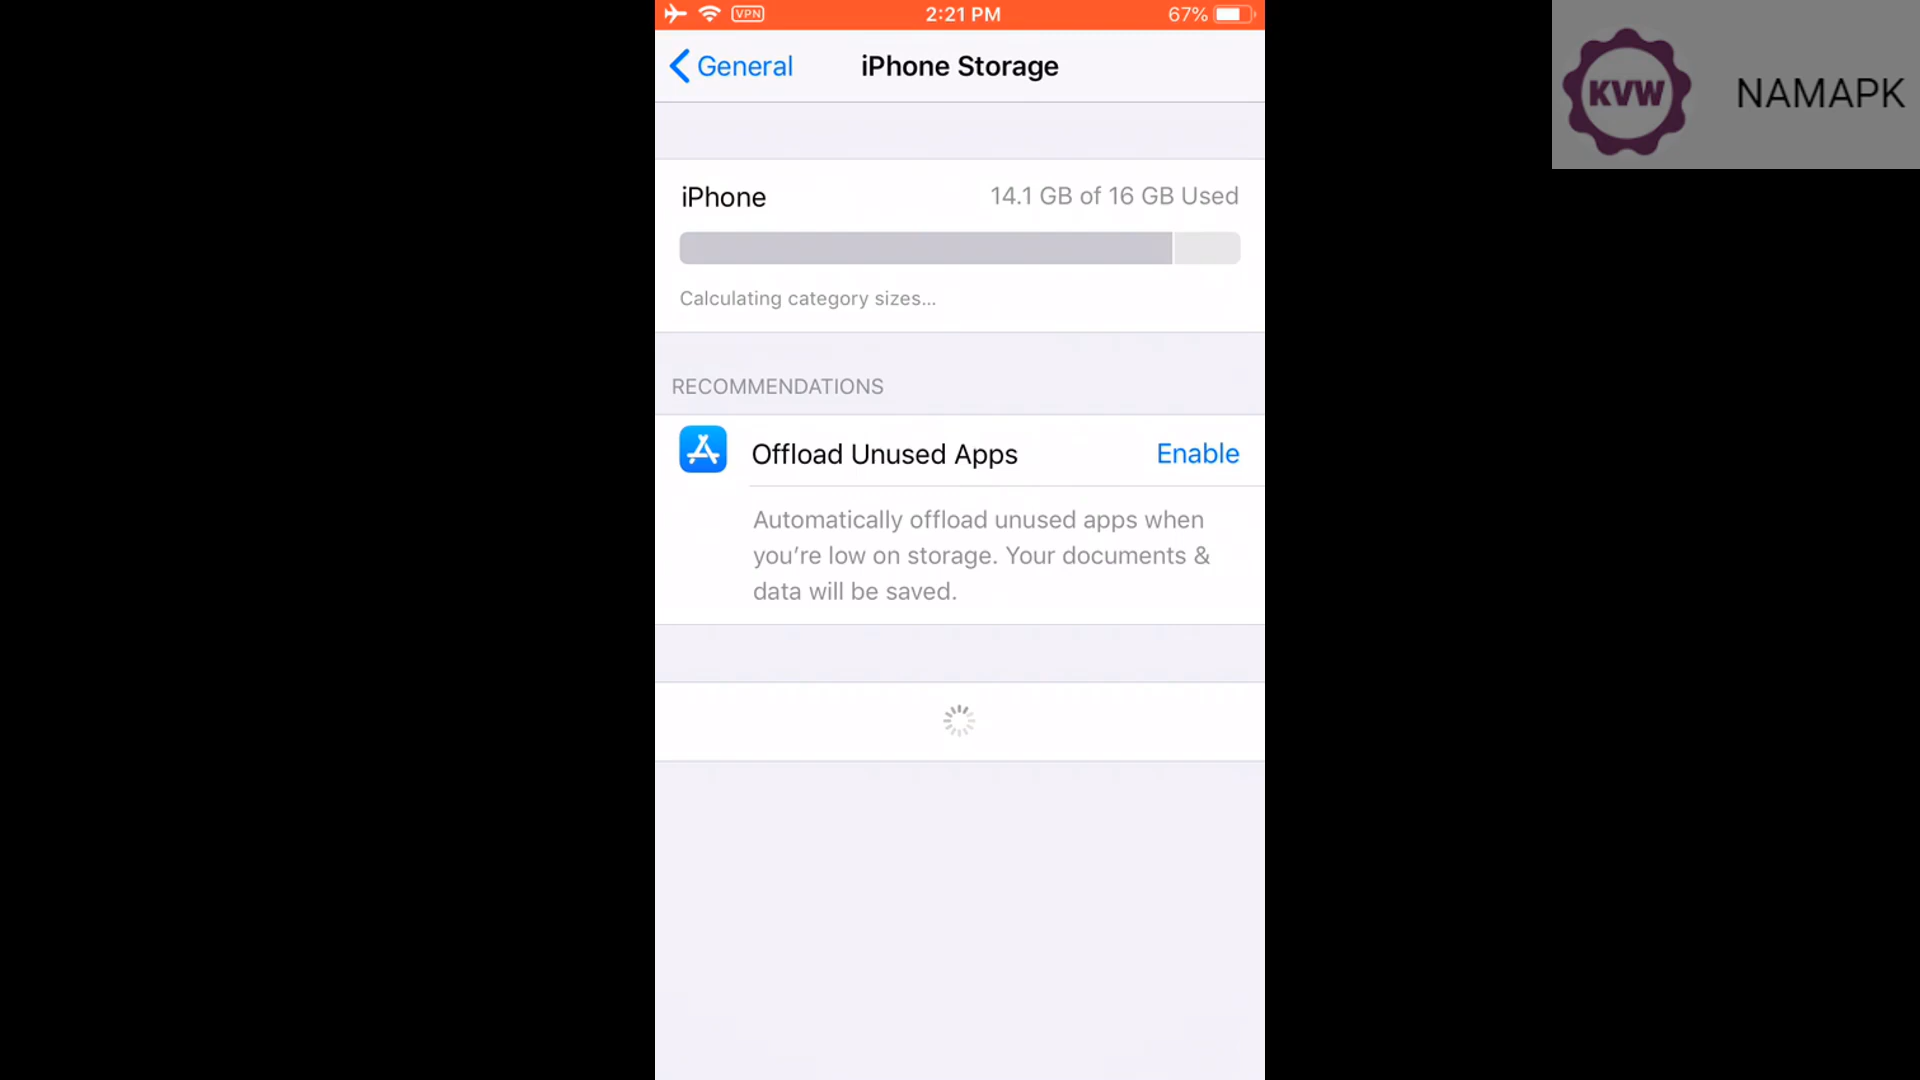 VPN
2:21 PM
67%
General
iPhone Storage
KVW
NAMAPK
iPhone
14.1 GB of 16 GB Used
Calculating category sizes...
RECOMMENDATIONS
Offload Unused Apps
Enable
Automatically offload unused apps when
you’re low on storage. Your documents &
data will be saved.